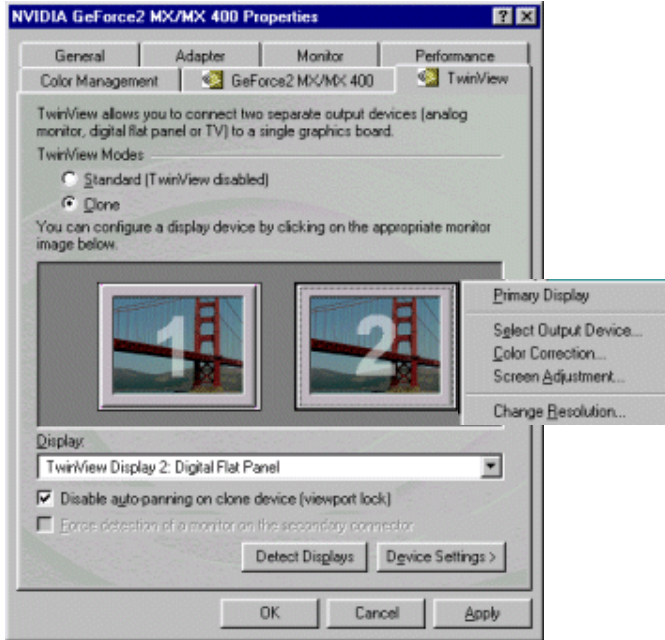 NVIDIA GeForce2 MX/MX 400 Properties
General Adapter Monitor Performance
Color Management GeForce2 MX/MX 400 TwinView
TwinView allows you to connect two separate output devices (analog
monitor, digital flat panel or TV) to a single graphics board.
TwinView Modes
Standard (TwinView disabled)
Clone
You can configure a display device by clicking on the appropriate monitor
image below.
1 2
Primary Display
Select Output Device...
Color Correction...
Screen Adjustment...
Change Resolution...
Display:
TwinView Display 2: Digital Flat Panel
Disable auto-panning on clone device (viewport lock)
Force detection of a monitor on the secondary connector
Detect Displays Device Settings >
OK Cancel Apply